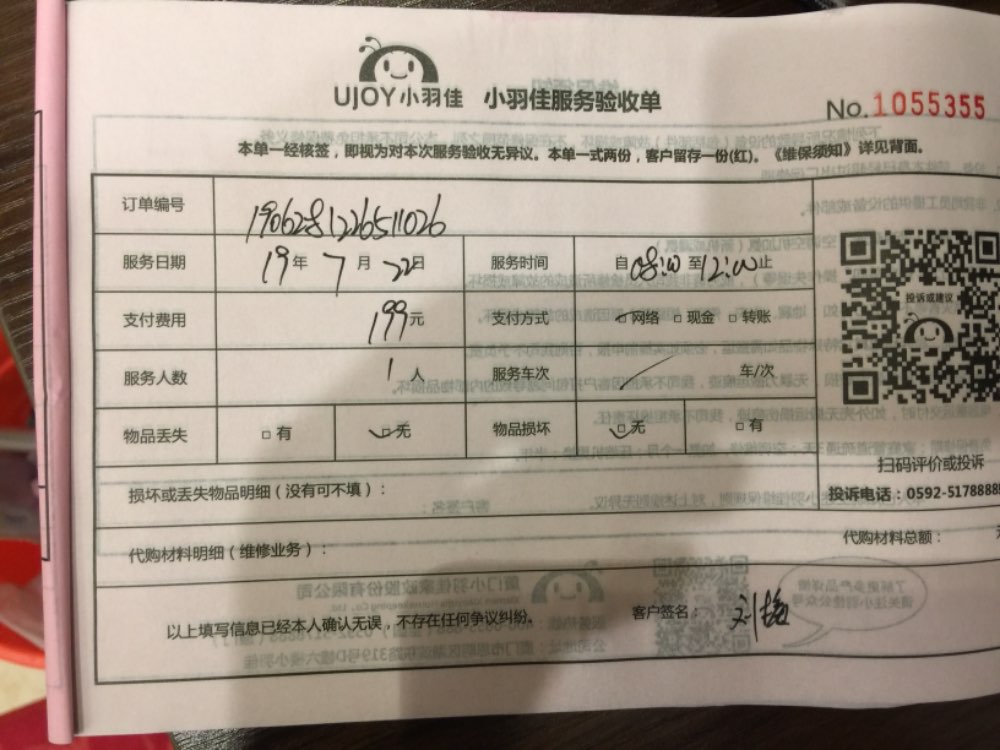 UJOY小羽佳 小羽佳服务验收单
No.1055355
本单一经核签，即视为对本次服务验收无异议。本单一式两份，客户留存一份(红)。《维保须知》详见背面。
订单编号 190628122651026
服务日期 19年 7月 22日 服务时间 自08:00至12:00止
支付费用 199元 支付方式 网络 现金 转账
服务人数 1人 服务车次 车/次
物品丢失 有 无 物品损坏 无 有
投诉或建议
扫码评价或投诉
损坏或丢失物品明细（没有可不填）：
投诉电话：0592-5178888
代购材料明细（维修业务）：
代购材料总额：
以上填写信息已经本人确认无误，不存在任何争议纠纷。
客户签名：